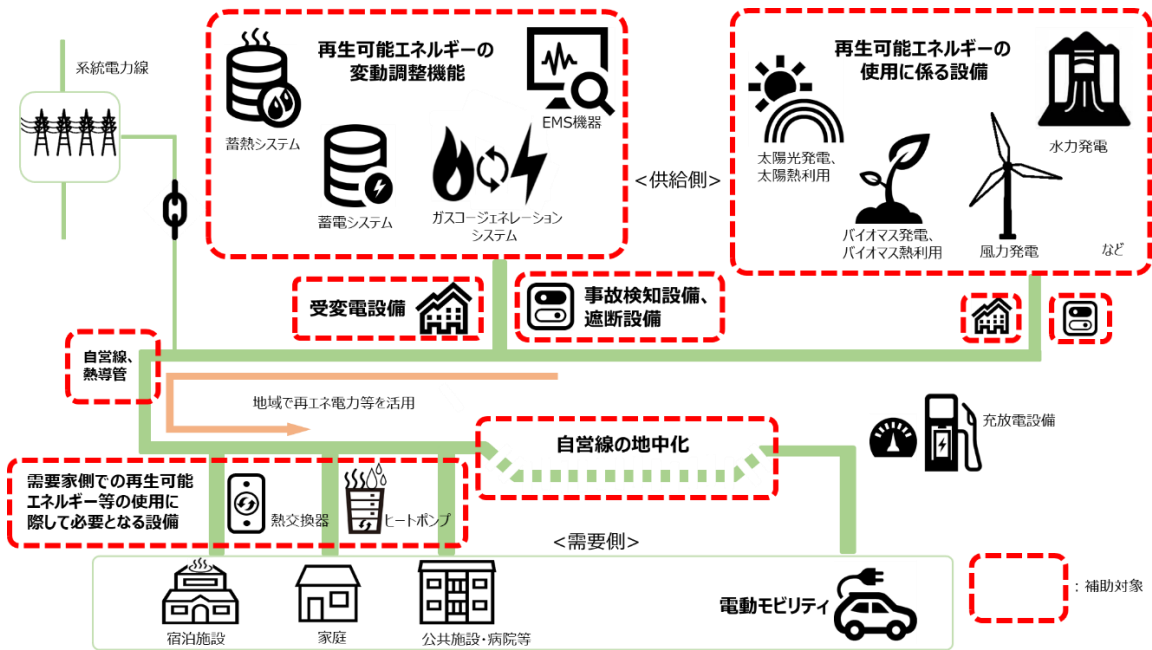 系統電力線
再生可能エネルギーの
変動調整機能
蓄熱システム
EMS機器
蓄電システム
ガスコージェネレーション
システム
<供給側>
再生可能エネルギーの
使用に係る設備
太陽光発電、
太陽熱利用
水力発電
バイオマス発電、
バイオマス熱利用
風力発電
など
受変電設備
事故検知設備、
遮断設備
自営線、
熱導管
地域で再エネ電力等を活用
自営線の地中化
充放電設備
需要家側での再生可能
エネルギー等の使用に
際して必要となる設備
熱交換器
ヒートポンプ
<需要側>
宿泊施設
家庭
公共施設・病院等
電動モビリティ
：補助対象